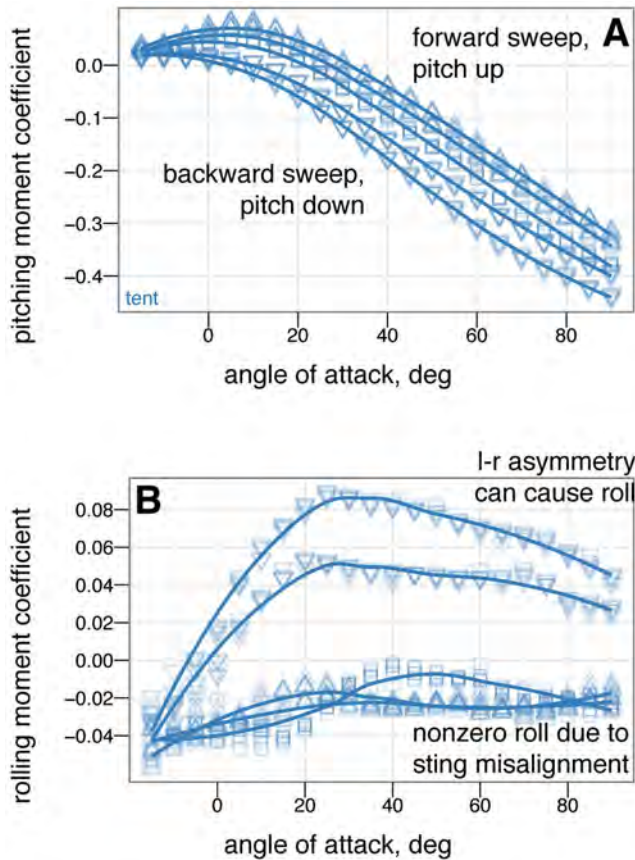 A
forward sweep,
pitch up
pitching moment coefficient
0.0
−0.1
−0.2
−0.3
−0.4
backward sweep,
pitch down
tent
0 40 20 60 80
angle of attack, deg
l-r asymmetry
can cause roll
B
rolling moment coefficient
0.08
0.06
0.04
0.02
0.00
−0.02
−0.04
nonzero roll due to
sting misalignment
0 20 40 60 80
angle of attack, deg